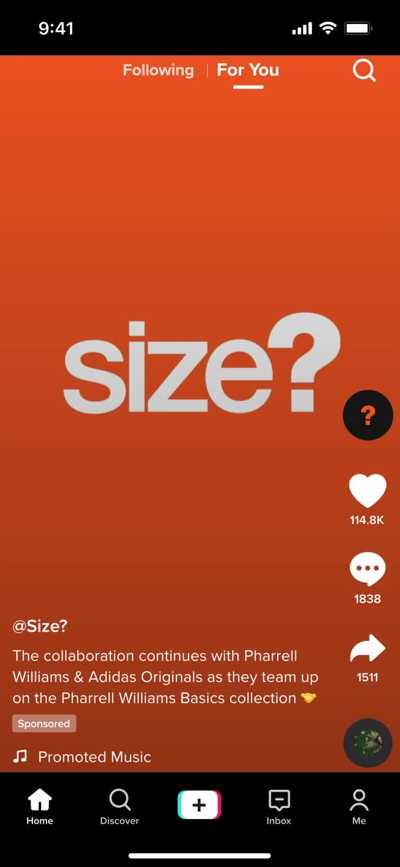 9:41
Following | For You
size?
?
114.8K
1838
@Size?
The collaboration continues with Pharrell
Williams & Adidas Originals as they team up
on the Pharrell Williams Basics collection 🤝
1511
Sponsored
Promoted Music
Home
Discover
Inbox
Me